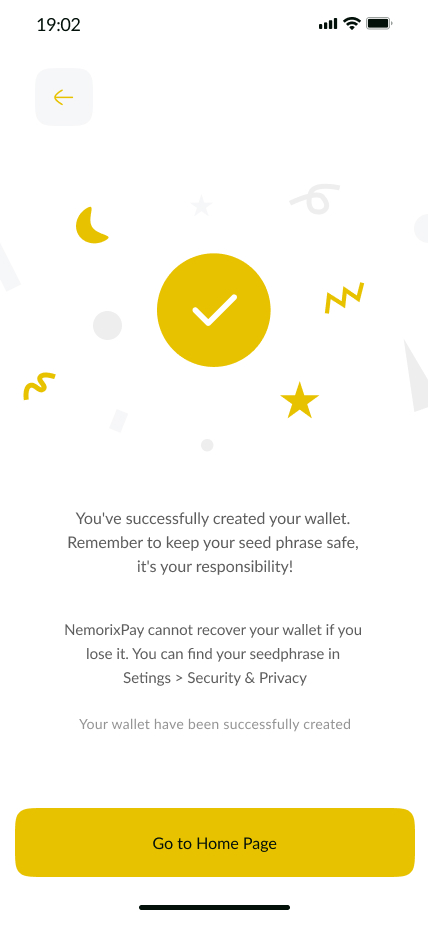 19:02
You've successfully created your wallet.
Remember to keep your seed phrase safe,
it's your responsibility!
NemorixPay cannot recover your wallet if you
lose it. You can find your seedphrase in
Setings > Security & Privacy
Your wallet have been successfully created
Go to Home Page